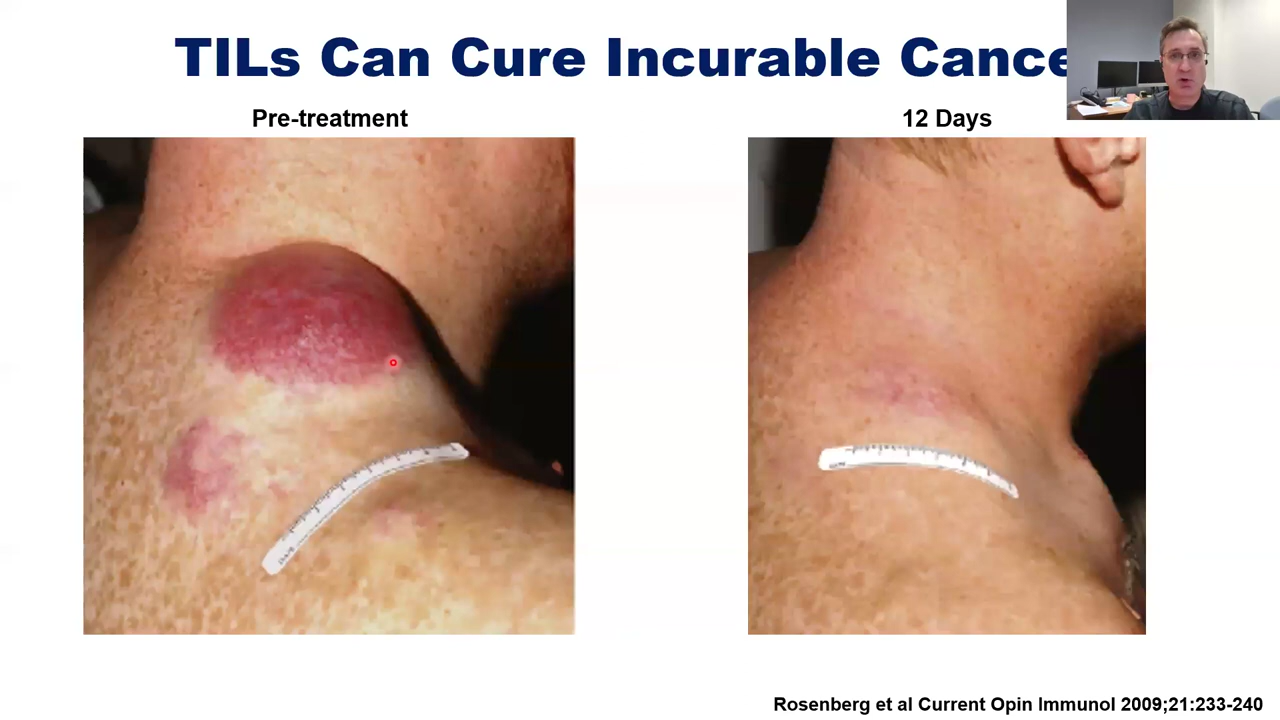 TILs Can Cure Incurable Cance
Pre-treatment
12 Days
Rosenberg et al Current Opin Immunol 2009;21:233-240